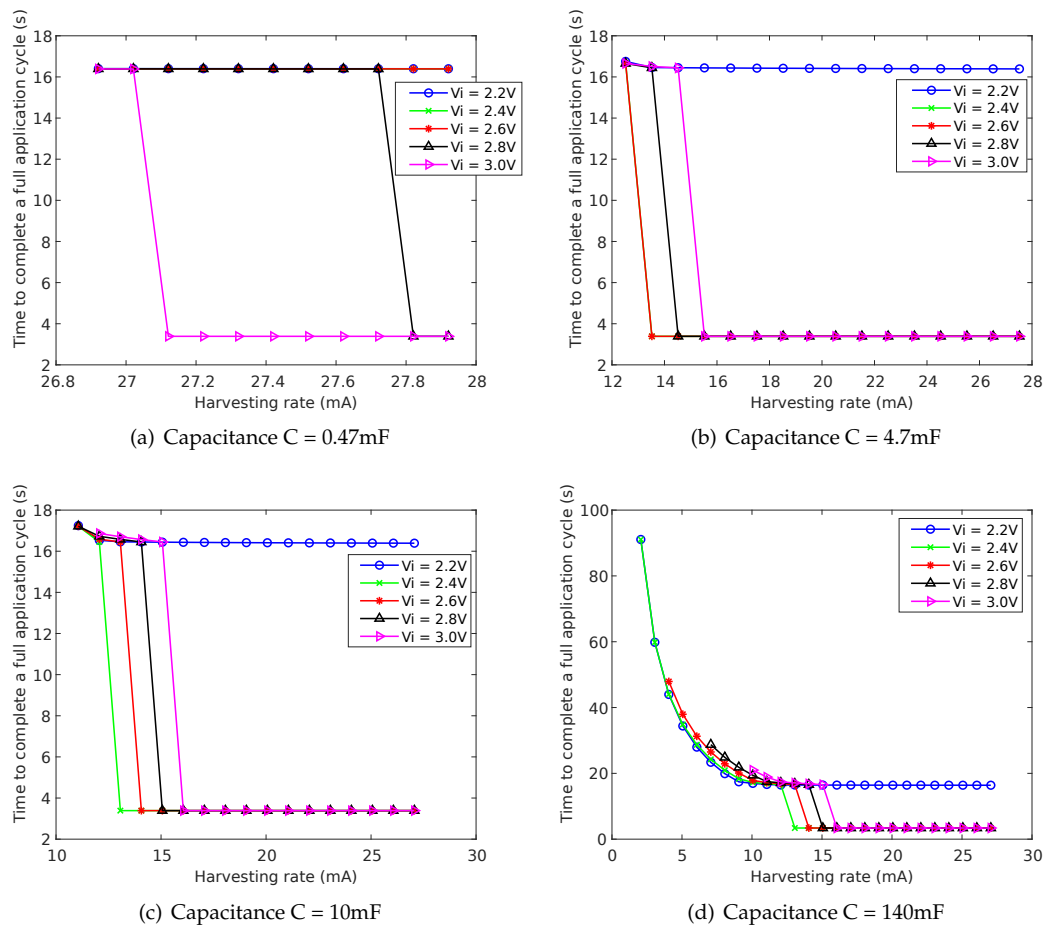 Time to complete a full application cycle (s)
18
16
14
12
10
8
6
4
2
26.8 27 27.2 27.4 27.6 27.8 28
Harvesting rate (mA)
Vi = 2.2V
Vi = 2.4V
Vi = 2.6V
Vi = 2.8V
Vi = 3.0V
(a) Capacitance C = 0.47mF
Time to complete a full application cycle (s)
18
16
14
12
10
8
6
4
2
12 14 16 18 20 22 24 26 28
Harvesting rate (mA)
Vi = 2.2V
Vi = 2.4V
Vi = 2.6V
Vi = 2.8V
Vi = 3.0V
(b) Capacitance C = 4.7mF
Time to complete a full application cycle (s)
18
16
14
12
10
8
6
4
2
10 15 20 25 30
Harvesting rate (mA)
Vi = 2.2V
Vi = 2.4V
Vi = 2.6V
Vi = 2.8V
Vi = 3.0V
(c) Capacitance C = 10mF
Time to complete a full application cycle (s)
100
80
60
40
20
0
0 5 10 15 20 25 30
Harvesting rate (mA)
Vi = 2.2V
Vi = 2.4V
Vi = 2.6V
Vi = 2.8V
Vi = 3.0V
(d) Capacitance C = 140mF